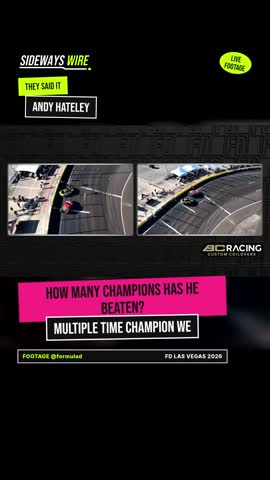 SIDEWAYS WIRE.
LIVE
FOOTAGE
THEY SAID IT
ANDY HATELEY
BC RACING
CUSTOM COILOVERS
HOW MANY CHAMPIONS HAS HE
BEATEN?
MULTIPLE TIME CHAMPION WE
FOOTAGE @formulad
FD LAS VEGAS 2026